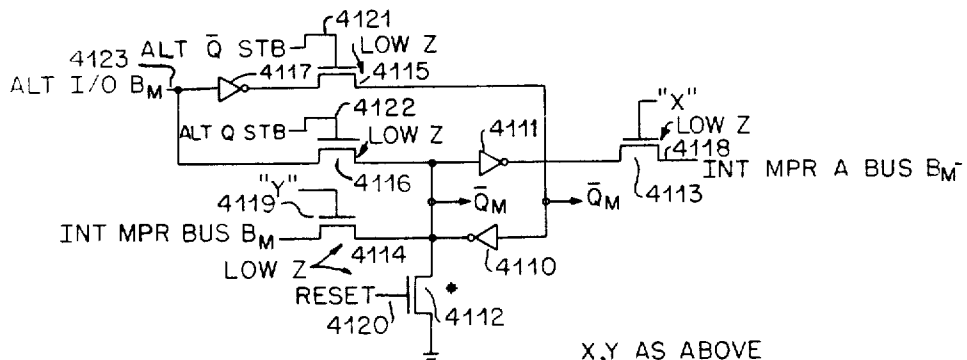 4121
ALT Q̅ STB
LOW Z
4123
4117
4115
ALT I/O BM
4122
"X"
ALT Q STB
LOW Z
4111
LOW Z
4118
4116
INT MPR A BUS BM-
"Y"
4113
4119
Q̅M
Q̅M
INT MPR BUS BM
4114
4110
LOW Z
RESET
*
4120
4112
X,Y AS ABOVE